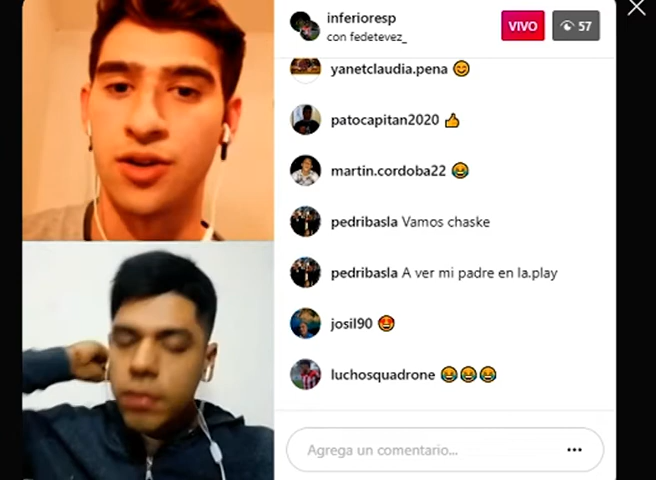 inferioresp
con fedetevez_
VIVO
57
yanetclaudia.pena 😊
patocapitan2020 👍
martin.cordoba22 😂
pedribasla Vamos chaske
pedribasla A ver mi padre en la.play
josil90 🤩
luchosquadrone 😂😂😂
Agrega un comentario...